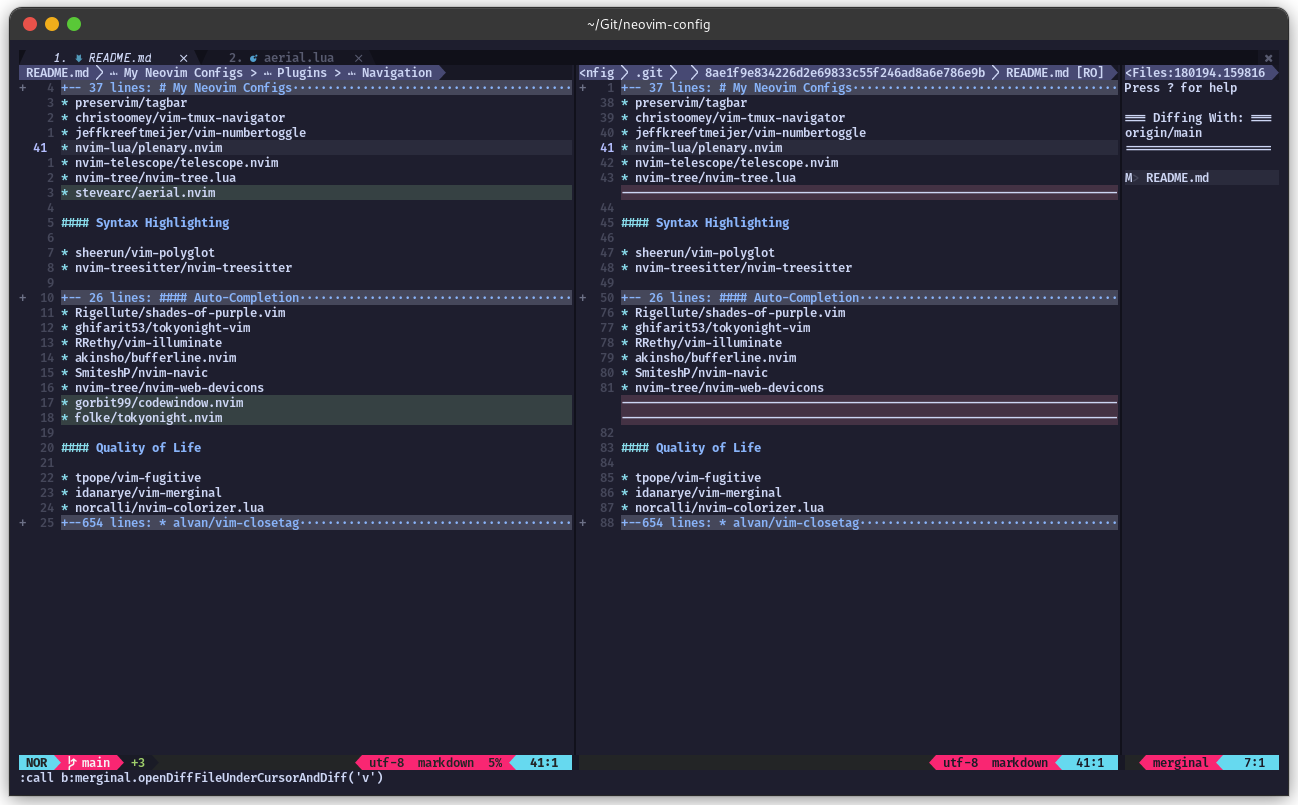 ~/Git/neovim-config
1. README.md × 2. aerial.lua ×
README.md > My Neovim Configs > Plugins > Navigation
+ 4 +-- 37 lines: # My Neovim Configs
3 * preservim/tagbar
2 * christoomey/vim-tmux-navigator
1 * jeffkreeftmeijer/vim-numbertoggle
41 * nvim-lua/plenary.nvim
1 * nvim-telescope/telescope.nvim
2 * nvim-tree/nvim-tree.lua
3 * stevearc/aerial.nvim
4
5 #### Syntax Highlighting
6
7 * sheerun/vim-polyglot
8 * nvim-treesitter/nvim-treesitter
9
+ 10 +-- 26 lines: #### Auto-Completion
11 * Rigellute/shades-of-purple.vim
12 * ghifarit53/tokyonight-vim
13 * RRethy/vim-illuminate
14 * akinsho/bufferline.nvim
15 * SmiteshP/nvim-navic
16 * nvim-tree/nvim-web-devicons
17 * gorbit99/codewindow.nvim
18 * folke/tokyonight.nvim
19
20 #### Quality of Life
21
22 * tpope/vim-fugitive
23 * idanarye/vim-merginal
24 * norcalli/nvim-colorizer.lua
+ 25 +--654 lines: * alvan/vim-closetag
<nfig > .git > > 8ae1f9e834226d2e69833c55f246ad8a6e786e9b > README.md [RO]
+ 1 +-- 37 lines: # My Neovim Configs
38 * preservim/tagbar
39 * christoomey/vim-tmux-navigator
40 * jeffkreeftmeijer/vim-numbertoggle
41 * nvim-lua/plenary.nvim
42 * nvim-telescope/telescope.nvim
43 * nvim-tree/nvim-tree.lua
44
45 #### Syntax Highlighting
46
47 * sheerun/vim-polyglot
48 * nvim-treesitter/nvim-treesitter
49
+ 50 +-- 26 lines: #### Auto-Completion
76 * Rigellute/shades-of-purple.vim
77 * ghifarit53/tokyonight-vim
78 * RRethy/vim-illuminate
79 * akinsho/bufferline.nvim
80 * SmiteshP/nvim-navic
81 * nvim-tree/nvim-web-devicons
82
83 #### Quality of Life
84
85 * tpope/vim-fugitive
86 * idanarye/vim-merginal
87 * norcalli/nvim-colorizer.lua
+ 88 +--654 lines: * alvan/vim-closetag
<Files:180194.159816
Press ? for help
=== Diffing With: ===
origin/main
M> README.md
NOR main +3 utf-8 markdown 5% 41:1
utf-8 markdown 41:1
merginal 7:1
:call b:merginal.openDiffFileUnderCursorAndDiff('v')